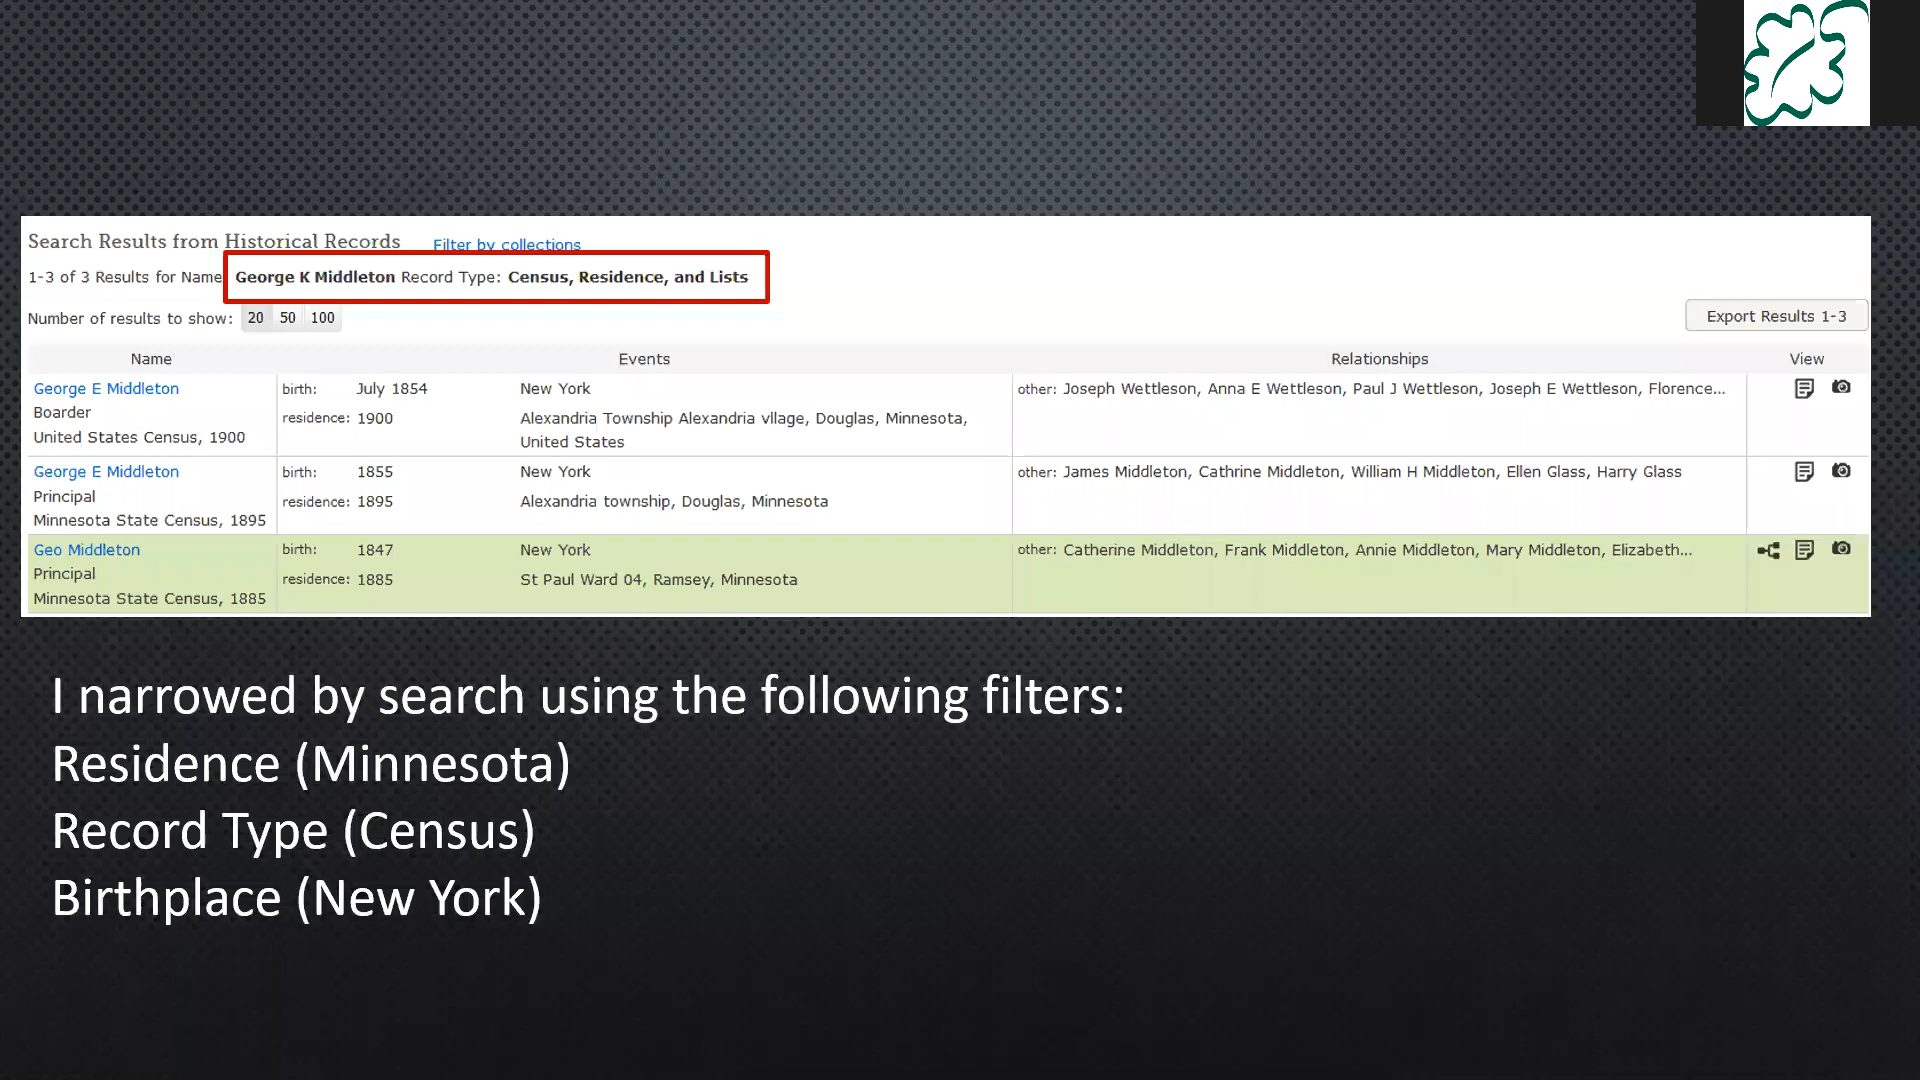 Search Results from Historical Records Filter by collections
1-3 of 3 Results for Name George K Middleton Record Type: Census, Residence, and Lists
Number of results to show: 20 50 100
Export Results 1-3
Name Events Relationships View
George E Middleton birth: July 1854 New York other: Joseph Wettleson, Anna E Wettleson, Paul J Wettleson, Joseph E Wettleson, Florence...
Boarder residence: 1900 Alexandria Township Alexandria vllage, Douglas, Minnesota,
United States Census, 1900 United States
George E Middleton birth: 1855 New York other: James Middleton, Cathrine Middleton, William H Middleton, Ellen Glass, Harry Glass
Principal residence: 1895 Alexandria township, Douglas, Minnesota
Minnesota State Census, 1895
Geo Middleton birth: 1847 New York other: Catherine Middleton, Frank Middleton, Annie Middleton, Mary Middleton, Elizabeth...
Principal residence: 1885 St Paul Ward 04, Ramsey, Minnesota
Minnesota State Census, 1885
I narrowed by search using the following filters:
Residence (Minnesota)
Record Type (Census)
Birthplace (New York)